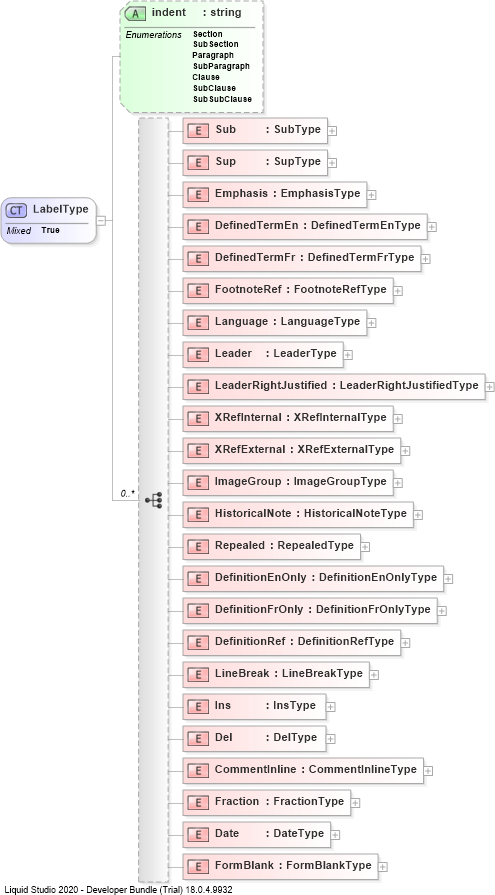 A indent : string
Enumerations Section
SubSection
Paragraph
SubParagraph
Clause
SubClause
SubSubClause
CT LabelType
Mixed True
0..*
E Sub : SubType
E Sup : SupType
E Emphasis : EmphasisType
E DefinedTermEn : DefinedTermEnType
E DefinedTermFr : DefinedTermFrType
E FootnoteRef : FootnoteRefType
E Language : LanguageType
E Leader : LeaderType
E LeaderRightJustified : LeaderRightJustifiedType
E XRefInternal : XRefInternalType
E XRefExternal : XRefExternalType
E ImageGroup : ImageGroupType
E HistoricalNote : HistoricalNoteType
E Repealed : RepealedType
E DefinitionEnOnly : DefinitionEnOnlyType
E DefinitionFrOnly : DefinitionFrOnlyType
E DefinitionRef : DefinitionRefType
E LineBreak : LineBreakType
E Ins : InsType
E Del : DelType
E CommentInline : CommentInlineType
E Fraction : FractionType
E Date : DateType
E FormBlank : FormBlankType
Liquid Studio 2020 - Developer Bundle (Trial) 18.0.4.9932